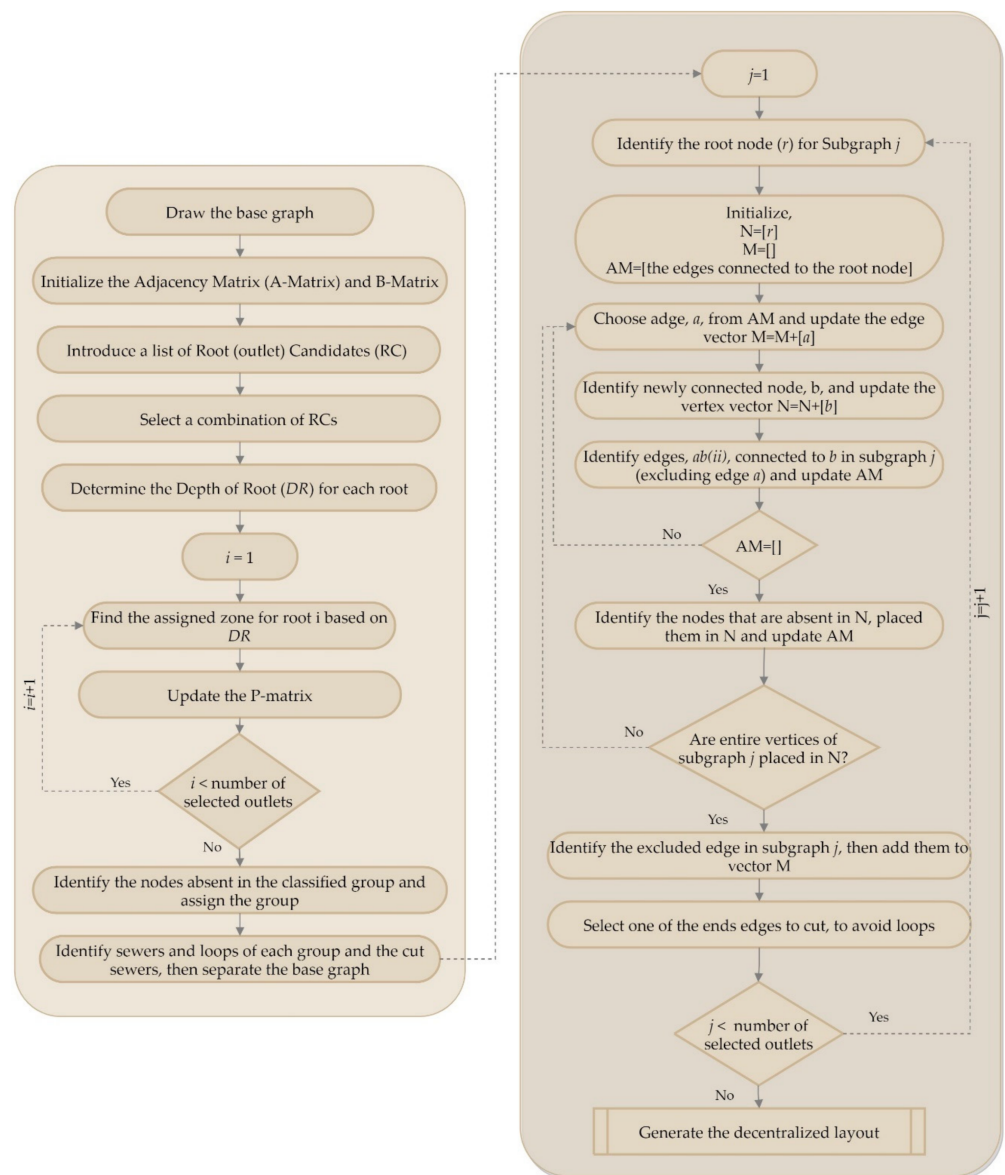 Draw the base graph
Initialize the Adjacency Matrix (A-Matrix) and B-Matrix
Introduce a list of Root (outlet) Candidates (RC)
Select a combination of RCs
Determine the Depth of Root (DR) for each root
i = 1
Find the assigned zone for root i based on
DR
Update the P-matrix
i=i+1
Yes
i < number of
selected outlets
No
Identify the nodes absent in the classified group and
assign the group
Identify sewers and loops of each group and the cut
sewers, then separate the base graph
j=1
Identify the root node (r) for Subgraph j
Initialize,
N=[r]
M=[]
AM=[the edges connected to the root node]
Choose adge, a, from AM and update the edge
vector M=M+[a]
Identify newly connected node, b, and update the
vertex vector N=N+[b]
Identify edges, ab(ii), connected to b in subgraph j
(excluding edge a) and update AM
No
AM=[]
Yes
Identify the nodes that are absent in N, placed
them in N and update AM
No
Are entire vertices of
subgraph j placed in N?
Yes
Identify the excluded edge in subgraph j, then add them to
vector M
Select one of the ends edges to cut, to avoid loops
j < number of
selected outlets
Yes
j=j+1
No
Generate the decentralized layout